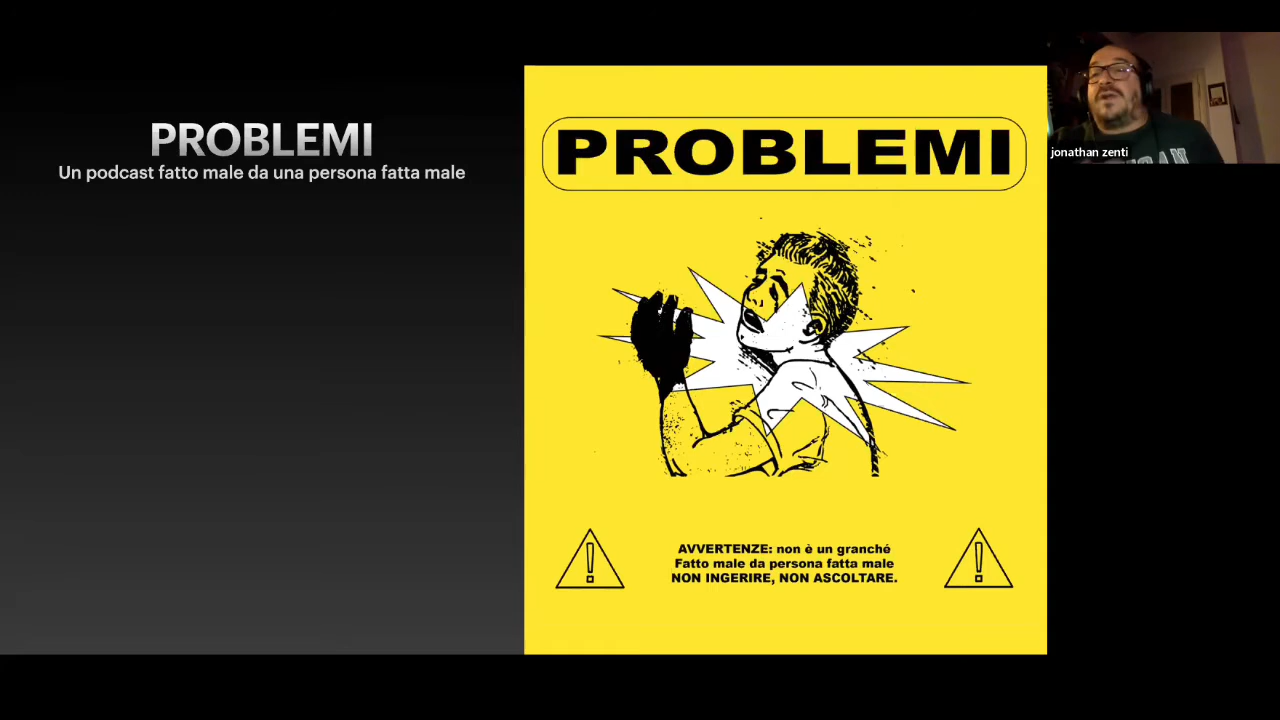 PROBLEMI
Un podcast fatto male da una persona fatta male
PROBLEMI
AVVERTENZE: non è un granché
Fatto male da persona fatta male
NON INGERIRE, NON ASCOLTARE.
jonathan zenti